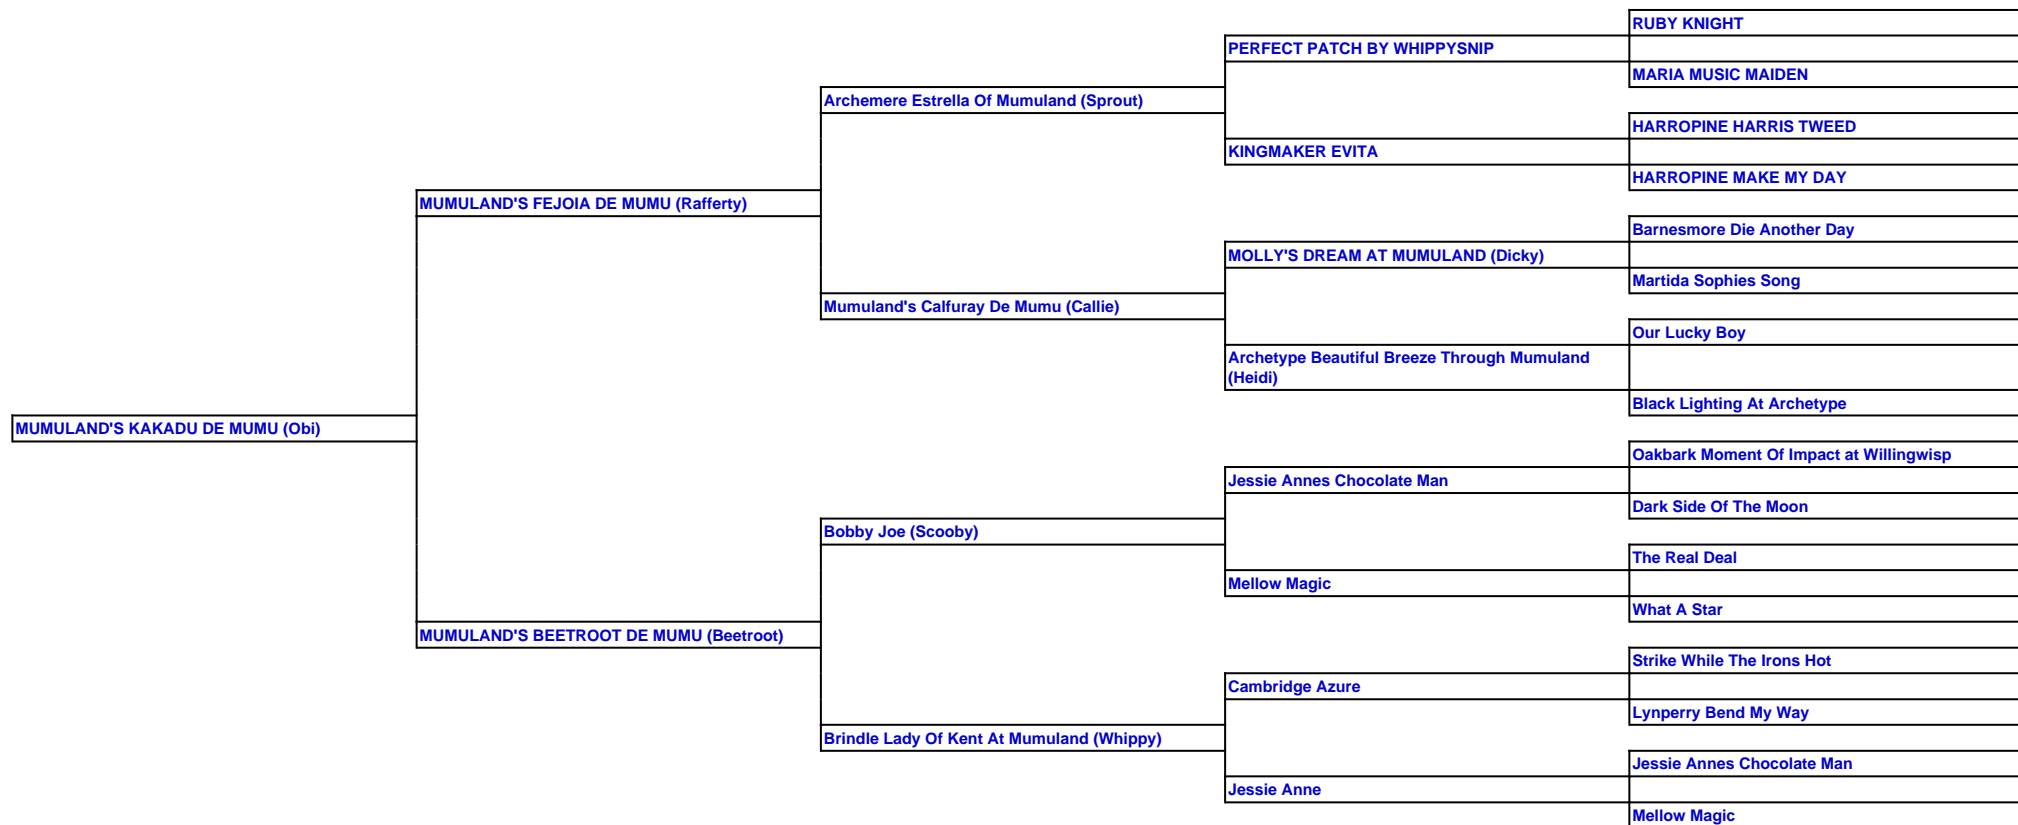 RUBY KNIGHT
PERFECT PATCH BY WHIPPYSNIP
MARIA MUSIC MAIDEN
Archemere Estrella Of Mumuland (Sprout)
HARROPINE HARRIS TWEED
KINGMAKER EVITA
HARROPINE MAKE MY DAY
MUMULAND'S FEJOIA DE MUMU (Rafferty)
Barnesmore Die Another Day
MOLLY'S DREAM AT MUMULAND (Dicky)
Martida Sophies Song
Mumuland's Calfuray De Mumu (Callie)
Our Lucky Boy
Archetype Beautiful Breeze Through Mumuland
(Heidi)
Black Lighting At Archetype
MUMULAND'S KAKADU DE MUMU (Obi)
Oakbark Moment Of Impact at Willingwisp
Jessie Annes Chocolate Man
Dark Side Of The Moon
Bobby Joe (Scooby)
The Real Deal
Mellow Magic
What A Star
MUMULAND'S BEETROOT DE MUMU (Beetroot)
Strike While The Irons Hot
Cambridge Azure
Lynperry Bend My Way
Brindle Lady Of Kent At Mumuland (Whippy)
Jessie Annes Chocolate Man
Jessie Anne
Mellow Magic